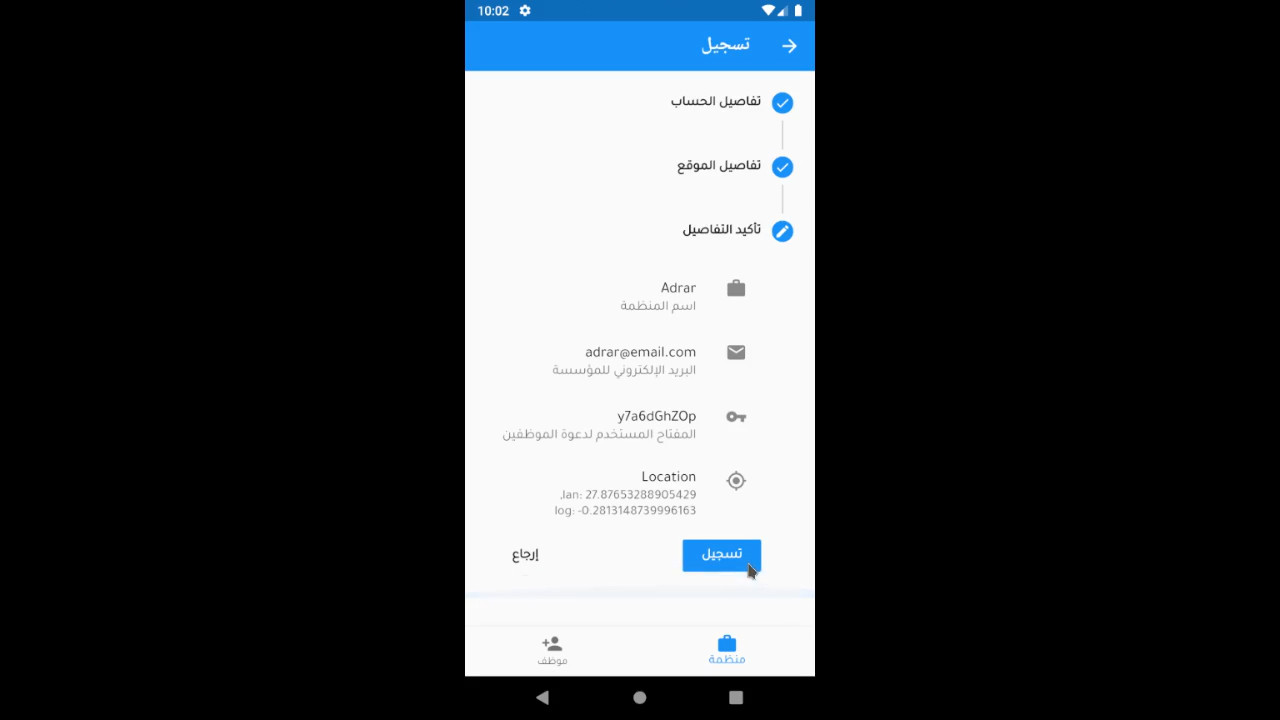 10:02
تسجيل
تفاصيل الحساب
تفاصيل الموقع
تأكيد التفاصيل
Adrar
اسم المنظمة
adrar@email.com
البريد الإلكتروني للمؤسسة
y7a6dGhZOp
المفتاح المستخدم لدعوة الموظفين
Location
lan: 27.87653288905429,
log: -0.2813148739996163
تسجيل
إرجاع
منظمة
موظف